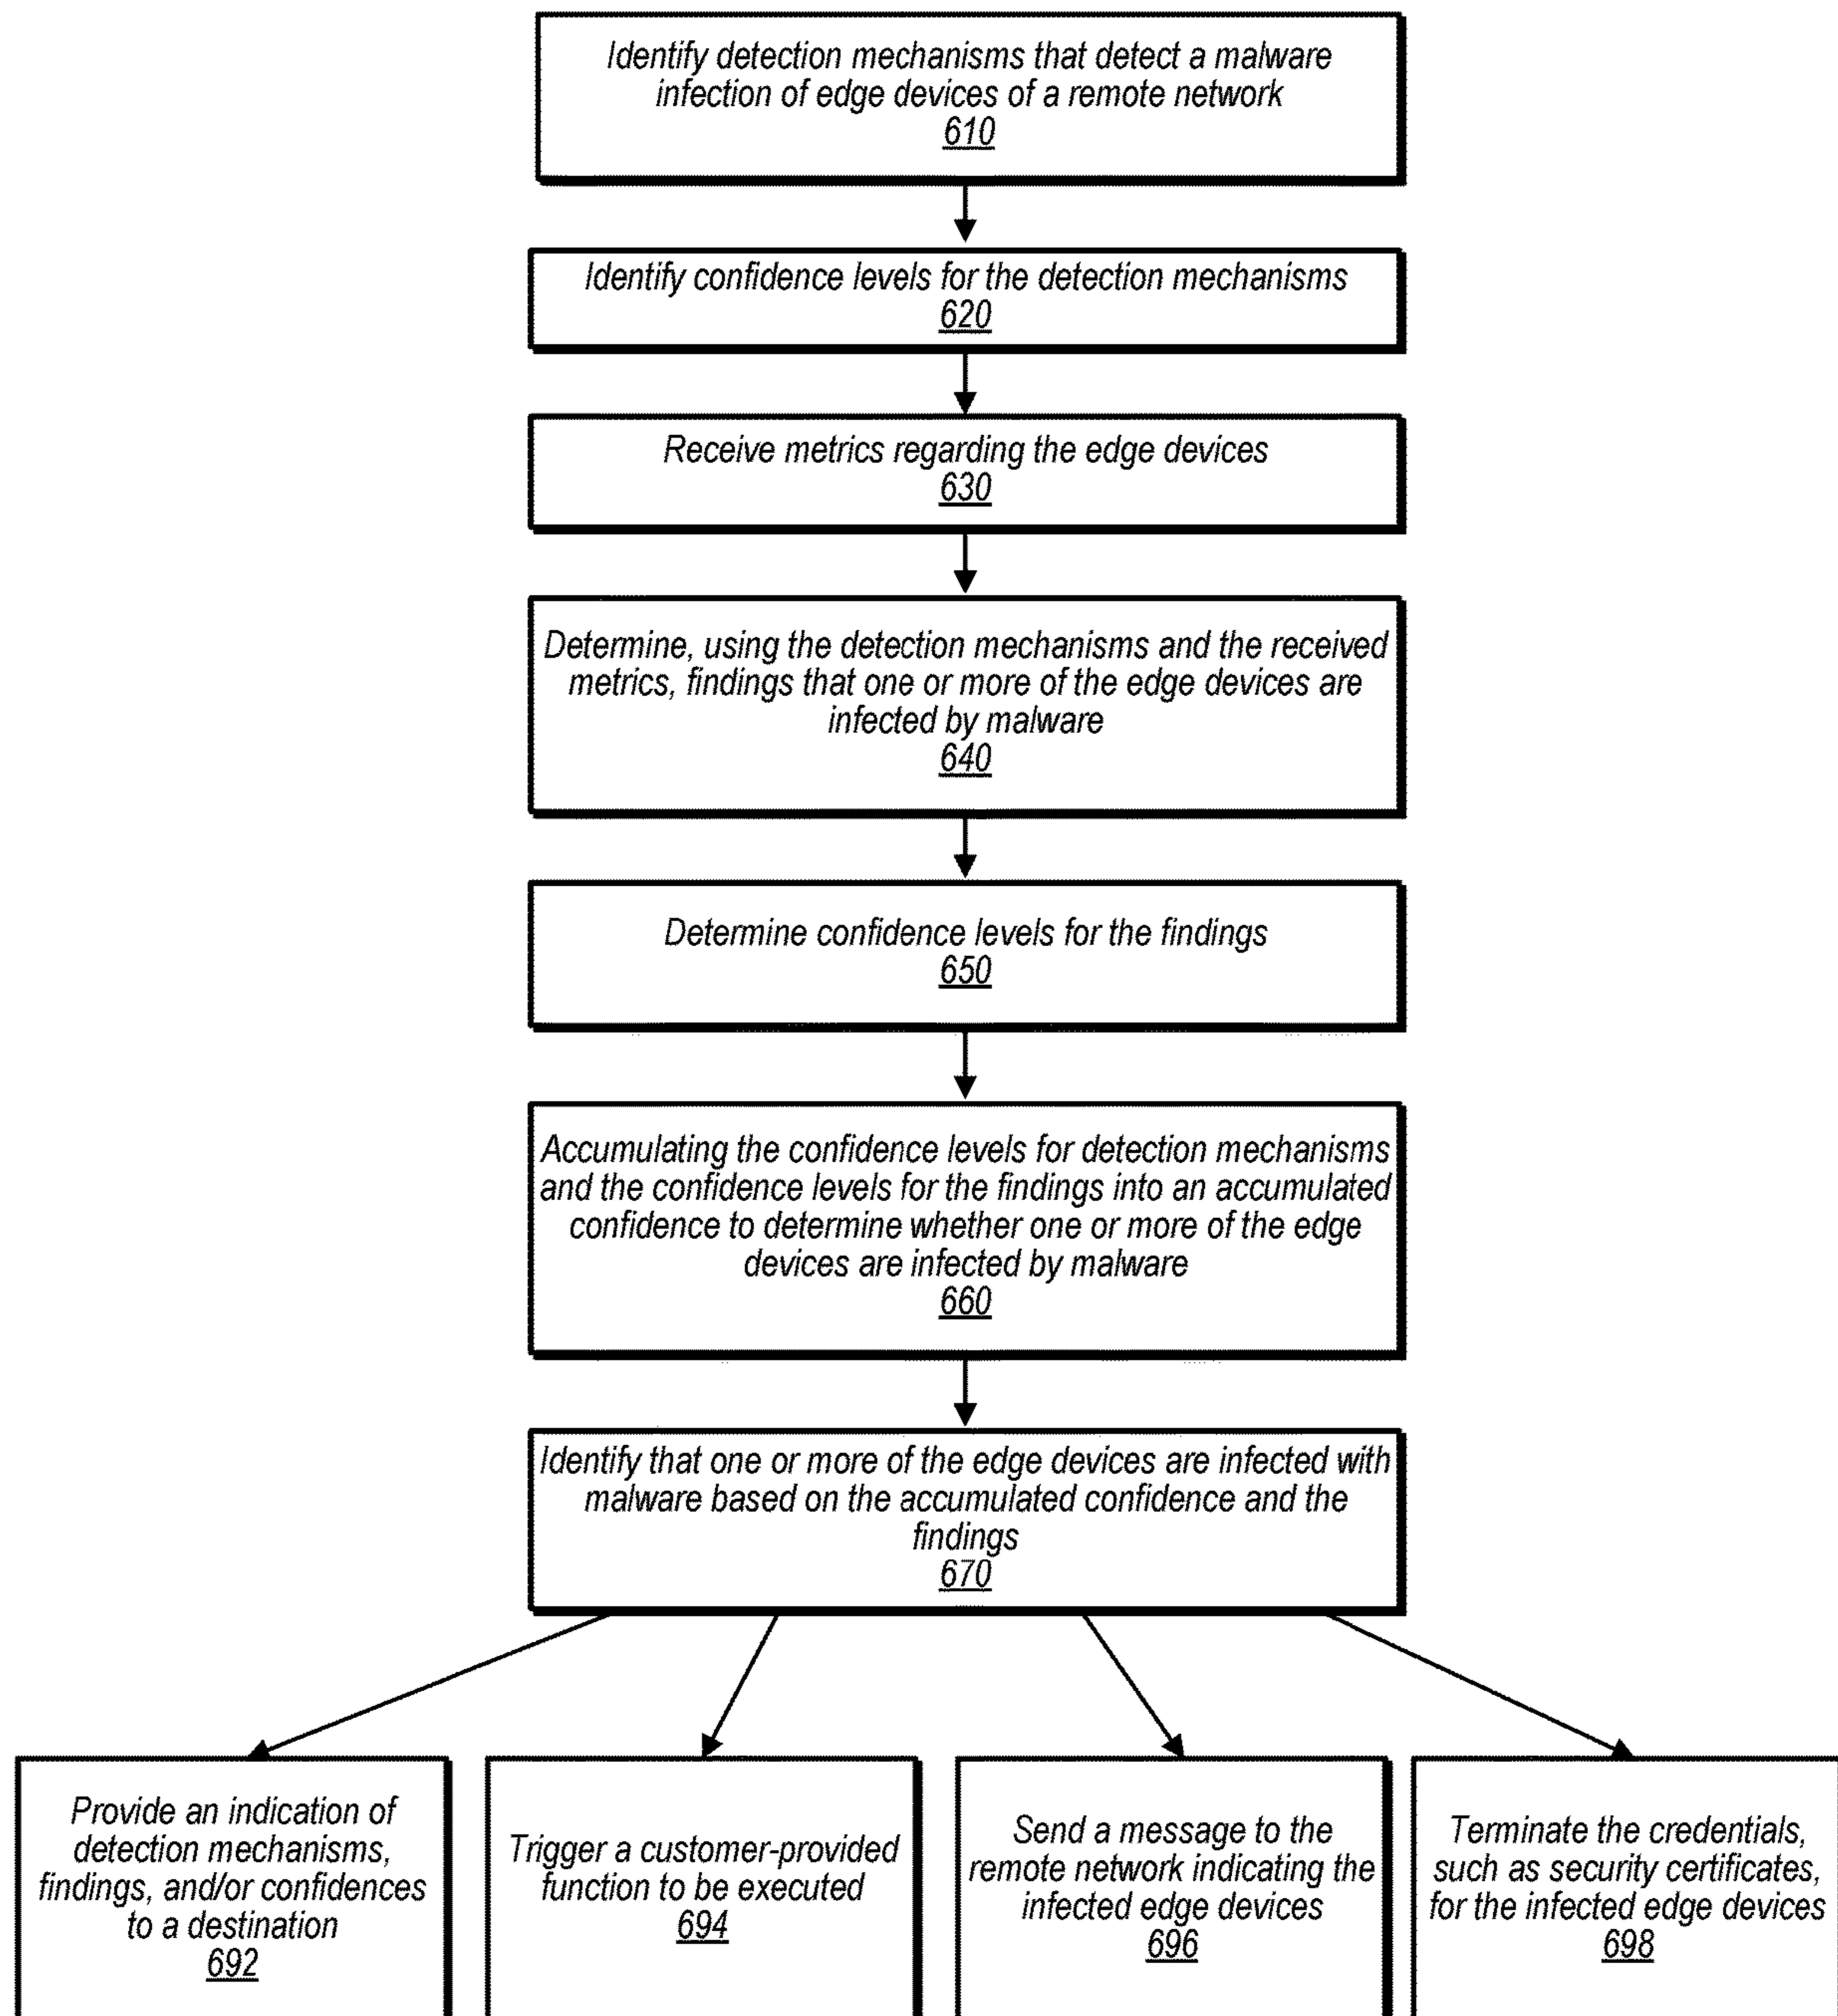 Identify detection mechanisms that detect a malware
infection of edge devices of a remote network
610
Identify confidence levels for the detection mechanisms
620
Receive metrics regarding the edge devices
630
Determine, using the detection mechanisms and the received
metrics, findings that one or more of the edge devices are
infected by malware
640
Determine confidence levels for the findings
650
Accumulating the confidence levels for detection mechanisms
and the confidence levels for the findings into an accumulated
confidence to determine whether one or more of the edge
devices are infected by malware
660
Identify that one or more of the edge devices are infected with
malware based on the accumulated confidence and the
findings
670
Provide an indication of
detection mechanisms,
findings, and/or confidences
to a destination
692
Trigger a customer-provided
function to be executed
694
Send a message to the
remote network indicating the
infected edge devices
696
Terminate the credentials,
such as security certificates,
for the infected edge devices
698